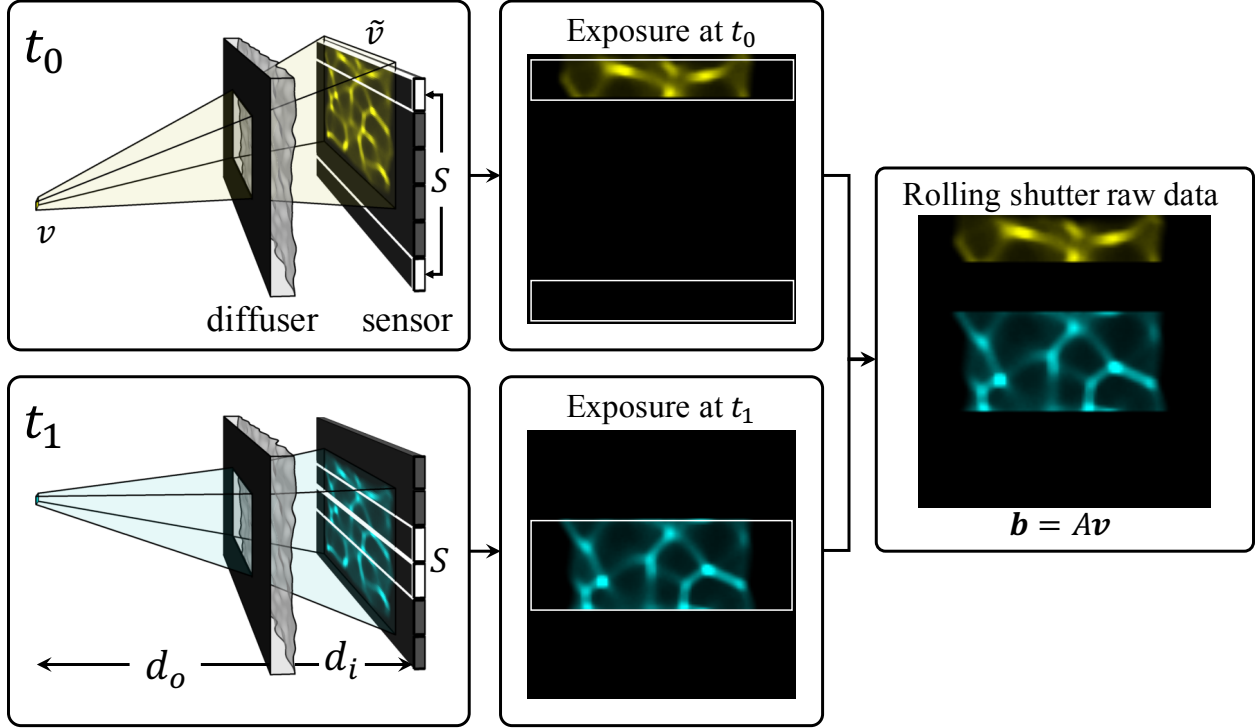 t₀
ṽ
S
v
diffuser
sensor
Exposure at t₀
t₁
S
dₒ
dᵢ
Exposure at t₁
Rolling shutter raw data
b = Av